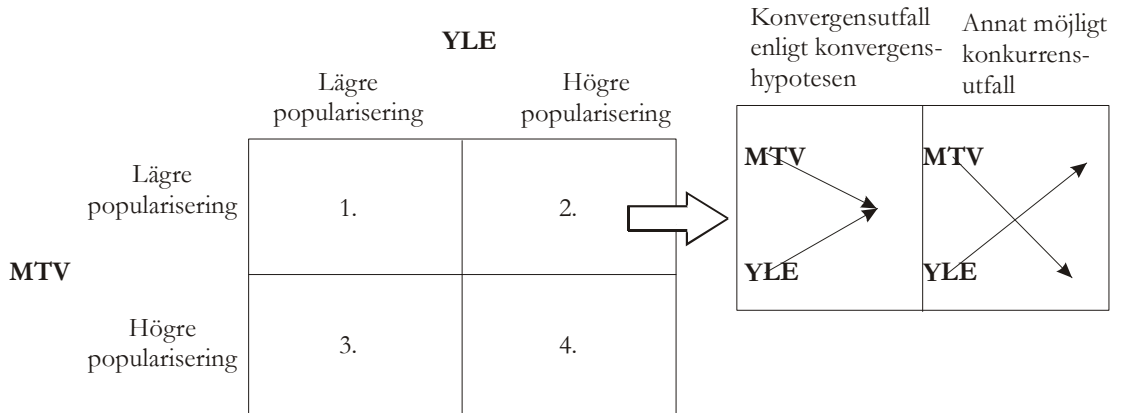 YLE
Lägre
popularisering
Högre
popularisering
Lägre
popularisering
1.
2.
MTV
Högre
popularisering
3.
4.
Konvergensutfall
enligt konvergens-
hypotesen
Annat möjligt
konkurrens-
utfall
MTV
YLE
MTV
YLE